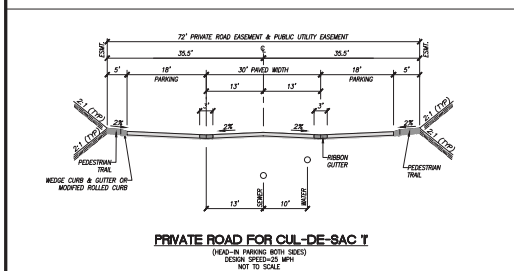 72' PRIVATE ROAD EASEMENT & PUBLIC UTILITY EASEMENT
ESMT.
35.5'
℄
35.5'
ESMT.
5'
18'
30' PAVED WIDTH
18'
5'
PARKING
PARKING
13'
13'
3'
3'
2:1 (TYP)
2%
2%
2%
2%
2:1 (TYP)
2:1 (TYP)
2:1 (TYP)
PEDESTRIAN
TRAIL
WEDGE CURB & GUTTER OR
MODIFIED ROLLED CURB
RIBBON
GUTTER
PEDESTRIAN
TRAIL
SEWER
WATER
13'
10'
PRIVATE ROAD FOR CUL-DE-SAC 'I'
(HEAD-IN PARKING BOTH SIDES)
DESIGN SPEED=25 MPH
NOT TO SCALE